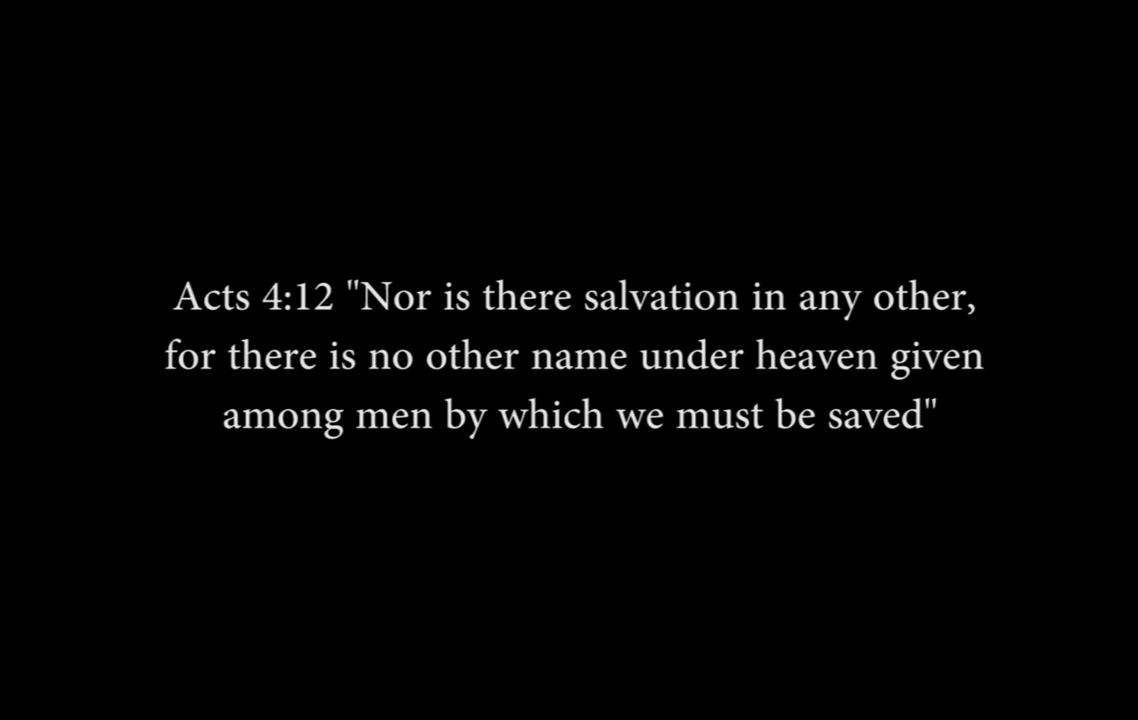 Acts 4:12 "Nor is there salvation in any other,
for there is no other name under heaven given
among men by which we must be saved"